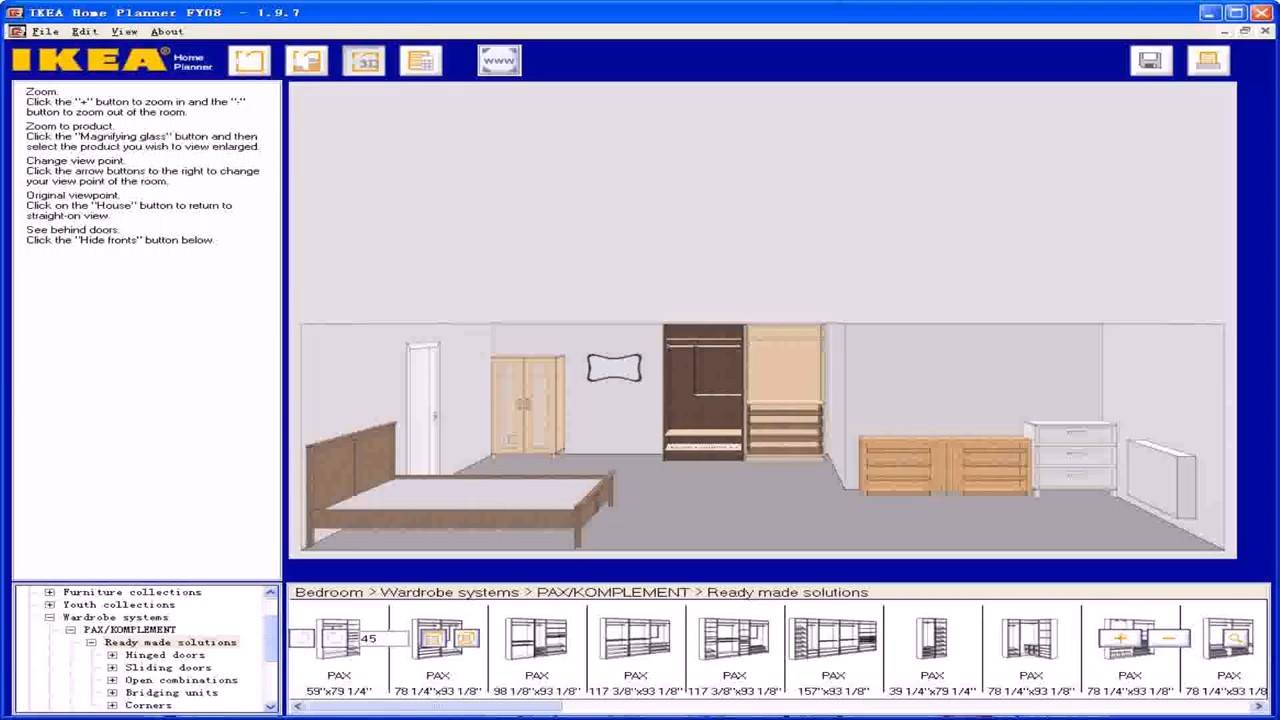 IKEA Home Planner FY08 - 1.9.7
File Edit View About
IKEA® Home Planner
3D
www
Zoom.
Click the "+" button to zoom in and the "-"
button to zoom out of the room.
Zoom to product.
Click the "Magnifying glass" button and then
select the product you wish to view enlarged.
Change view point.
Click the arrow buttons to the right to change
your view point of the room.
Original viewpoint.
Click on the "House" button to return to
straight-on view.
See behind doors.
Click the "Hide fronts" button below.
Furniture collections
Youth collections
Wardrobe systems
PAX/KOMPLEMENT
Ready made solutions
Hinged doors
Sliding doors
Open combinations
Bridging units
Corners
Bedroom > Wardrobe systems > PAX/KOMPLEMENT > Ready made solutions
45
PAX PAX PAX PAX PAX PAX PAX PAX PAX PAX
59"x79 1/4" 78 1/4"x93 1/8" 98 1/8"x93 1/8" 117 3/8"x93 1/8" 117 3/8"x93 1/8" 157"x93 1/8" 39 1/4"x79 1/4" 78 1/4"x93 1/8" 78 1/4"x93 1/8" 78 1/4"x93 1/8"